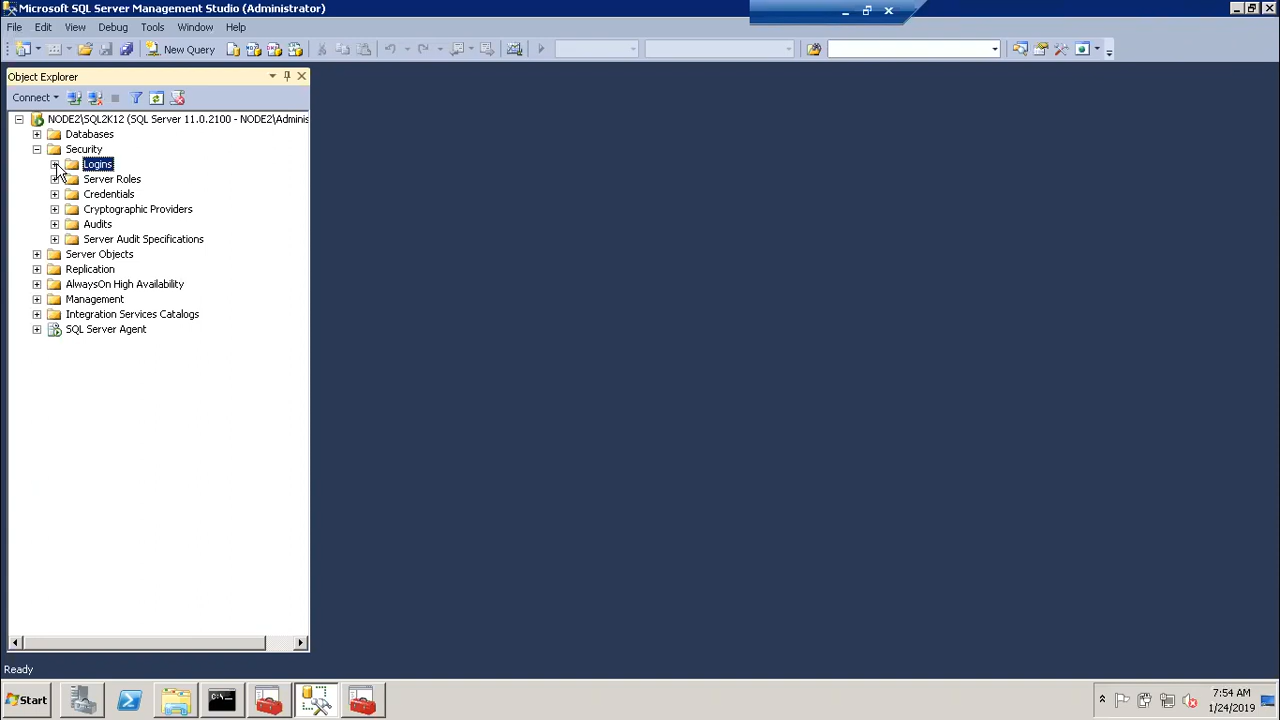 Microsoft SQL Server Management Studio (Administrator)
File Edit View Debug Tools Window Help
New Query
Object Explorer
Connect
NODE2\SQL2K12 (SQL Server 11.0.2100 - NODE2\Adminis
Databases
Security
Logins
Server Roles
Credentials
Cryptographic Providers
Audits
Server Audit Specifications
Server Objects
Replication
AlwaysOn High Availability
Management
Integration Services Catalogs
SQL Server Agent
Ready
Start
7:54 AM
1/24/2019